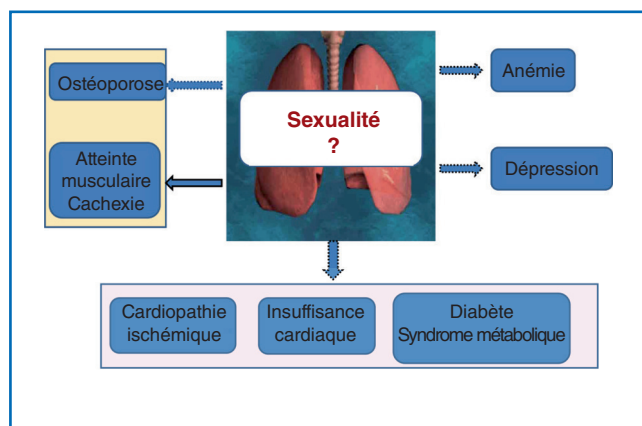 Ostéoporose
Atteinte
musculaire
Cachexie
Sexualité
?
Anémie
Dépression
Cardiopathie
ischémique
Insuffisance
cardiaque
Diabète
Syndrome métabolique